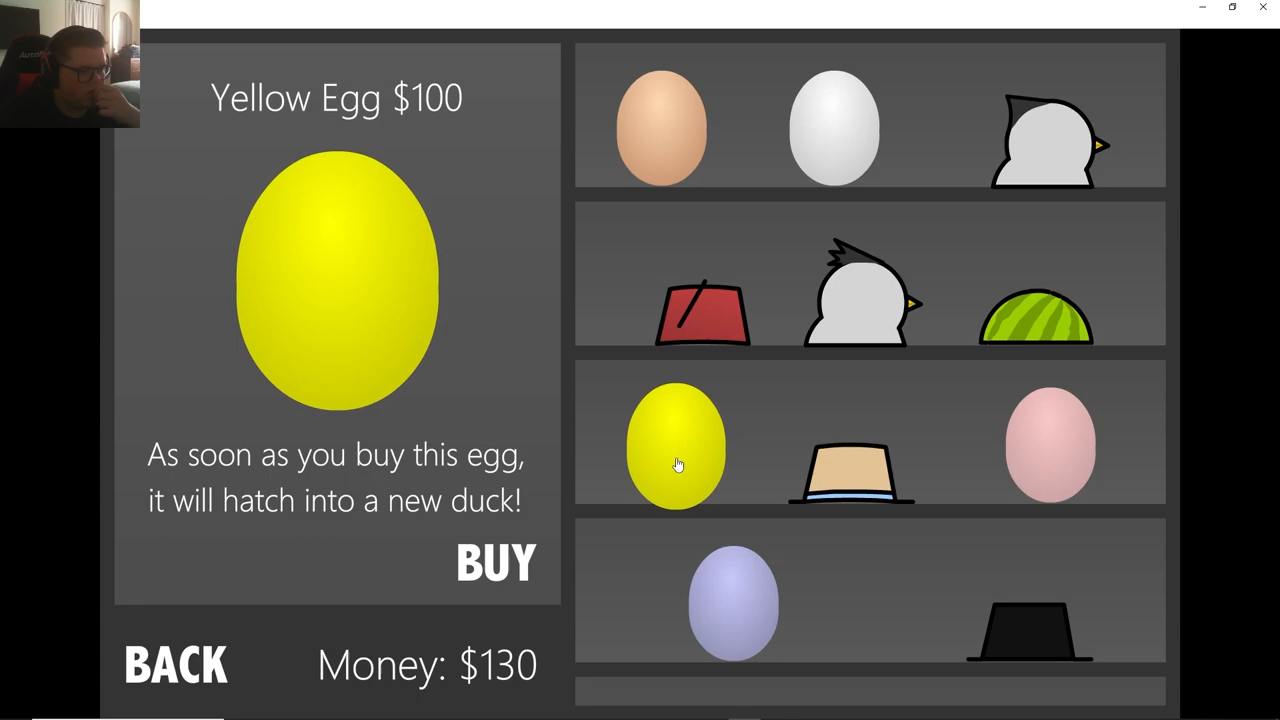 Yellow Egg $100
As soon as you buy this egg,
it will hatch into a new duck!
BUY
BACK
Money: $130